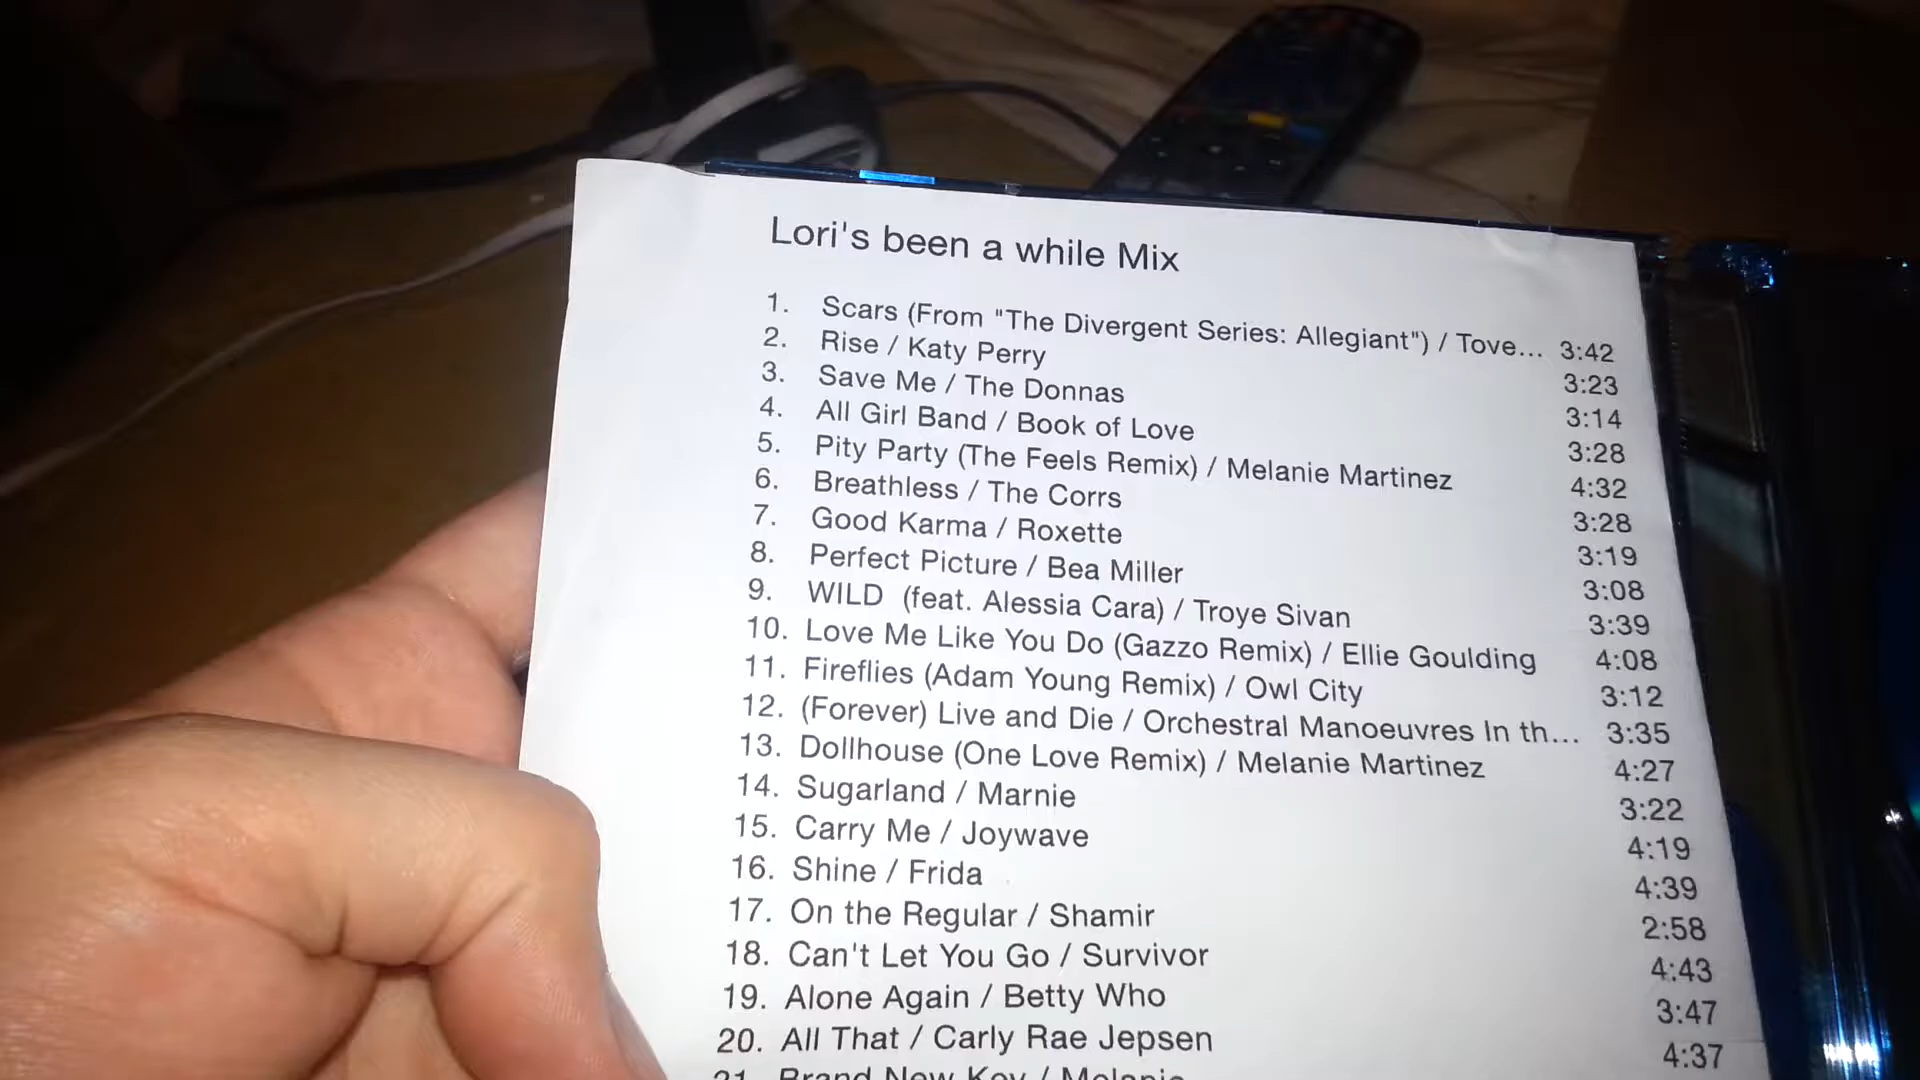 Lori's been a while Mix
1. Scars (From "The Divergent Series: Allegiant") / Tove... 3:42
2. Rise / Katy Perry 3:23
3. Save Me / The Donnas 3:14
4. All Girl Band / Book of Love 3:28
5. Pity Party (The Feels Remix) / Melanie Martinez 4:32
6. Breathless / The Corrs 3:28
7. Good Karma / Roxette 3:19
8. Perfect Picture / Bea Miller 3:08
9. WILD (feat. Alessia Cara) / Troye Sivan 3:39
10. Love Me Like You Do (Gazzo Remix) / Ellie Goulding 4:08
11. Fireflies (Adam Young Remix) / Owl City 3:12
12. (Forever) Live and Die / Orchestral Manoeuvres In th... 3:35
13. Dollhouse (One Love Remix) / Melanie Martinez 4:27
14. Sugarland / Marnie 3:22
15. Carry Me / Joywave 4:19
16. Shine / Frida 4:39
17. On the Regular / Shamir 2:58
18. Can't Let You Go / Survivor 4:43
19. Alone Again / Betty Who 3:47
20. All That / Carly Rae Jepsen 4:37
21. Brand New Key / Melanie